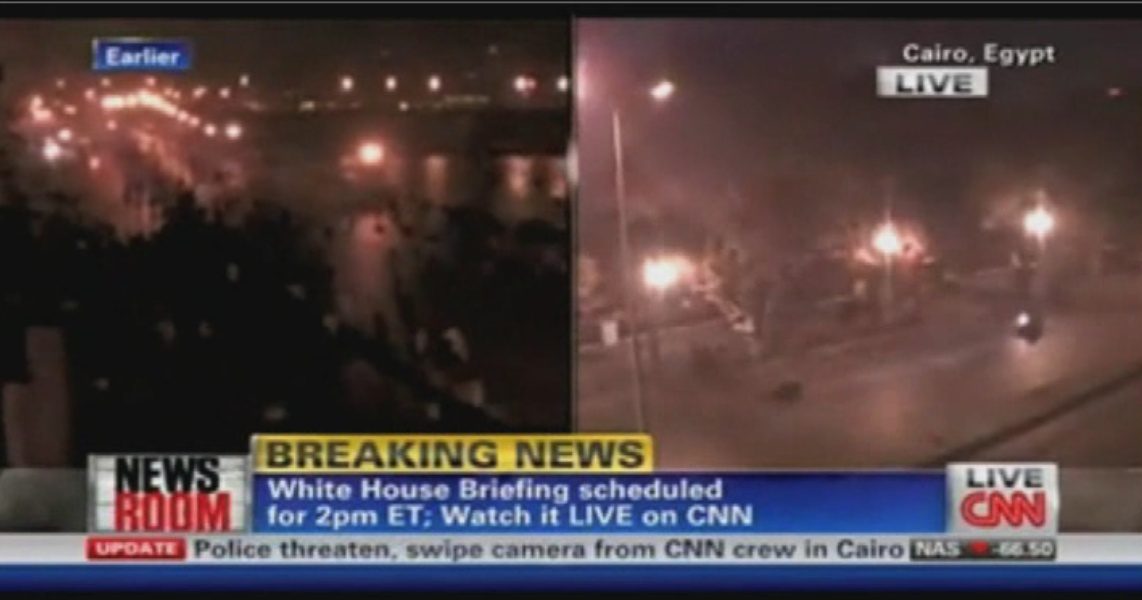 Earlier
Cairo, Egypt
LIVE
BREAKING NEWS
NEWS
ROOM
White House Briefing scheduled
for 2pm ET; Watch it LIVE on CNN
LIVE
CNN
UPDATE Police threaten, swipe camera from CNN crew in Cairo NAS -66.50